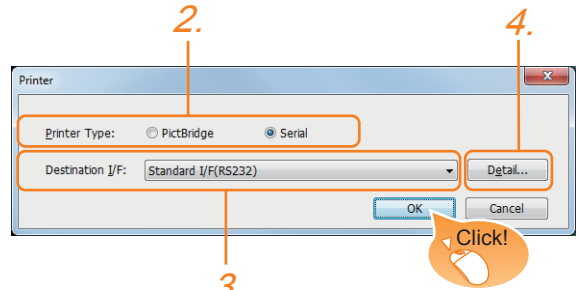 2. 4.
Printer
Printer Type: PictBridge Serial
Destination I/F: Standard I/F(RS232) Detail...
OK Cancel
Click!
3.